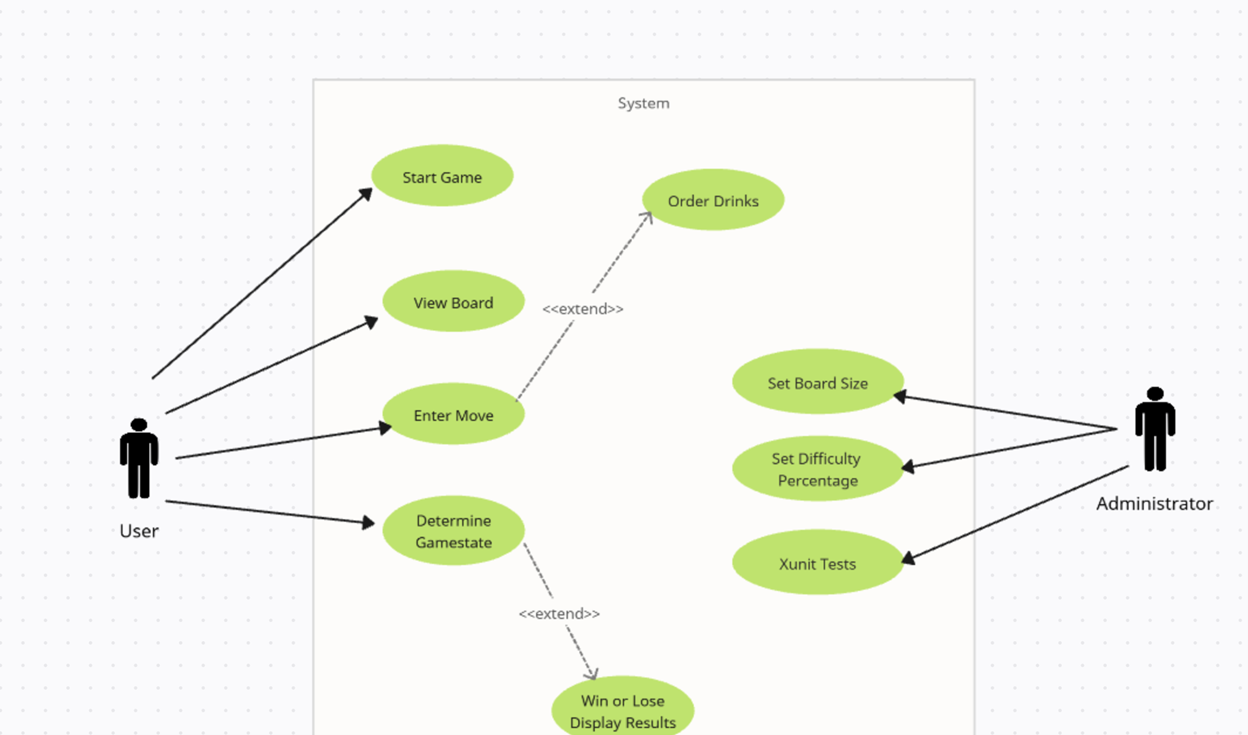 System
Start Game
Order Drinks
View Board
<<extend>>
Enter Move
Set Board Size
Set Difficulty
Percentage
Administrator
User
Determine
Gamestate
Xunit Tests
<<extend>>
Win or Lose
Display Results